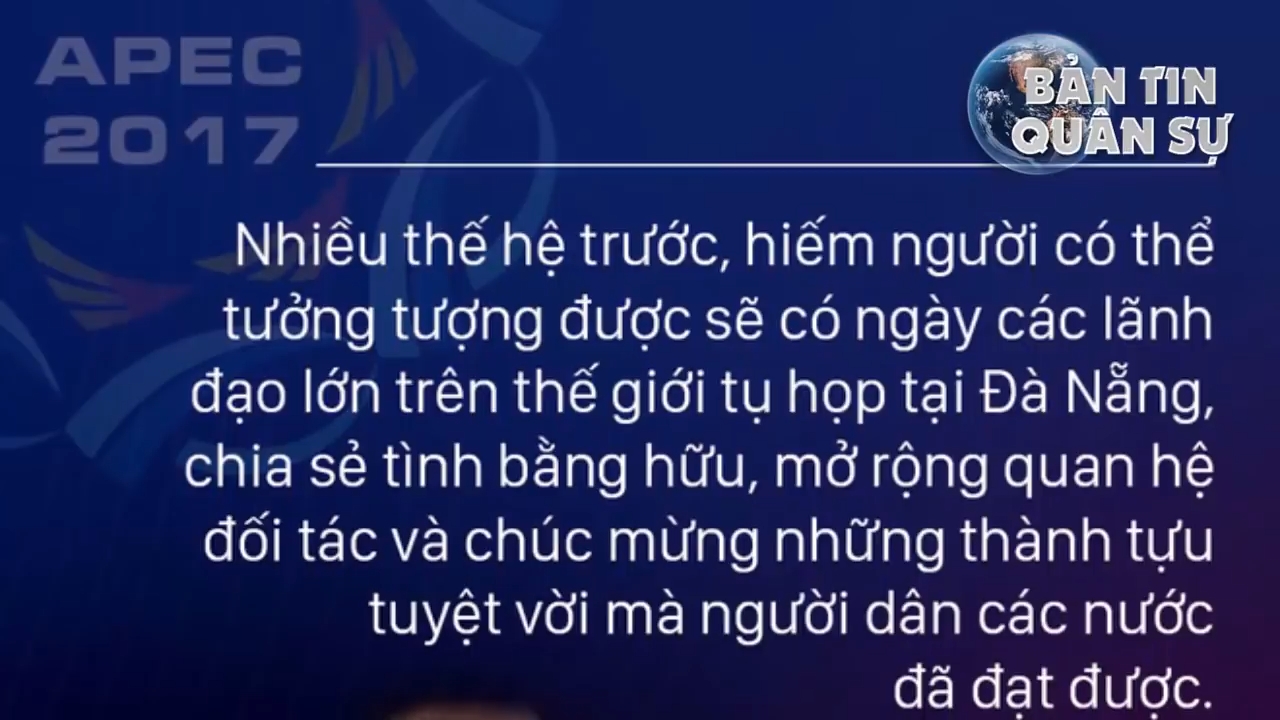 APEC
2017
BẢN TIN
QUÂN SỰ
Nhiều thế hệ trước, hiếm người có thể
tưởng tượng được sẽ có ngày các lãnh
đạo lớn trên thế giới tụ họp tại Đà Nẵng,
chia sẻ tình bằng hữu, mở rộng quan hệ
đối tác và chúc mừng những thành tựu
tuyệt vời mà người dân các nước
đã đạt được.